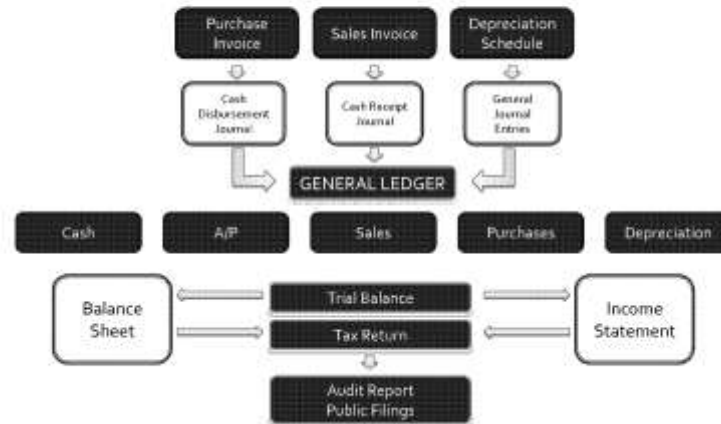 Purchase
Invoice
Sales Invoice
Depreciation
Schedule
Cash
Disbursement
Journal
Cash Receipt
Journal
General
Journal
Entries
GENERAL LEDGER
Cash
A/P
Sales
Purchases
Depreciation
Balance
Sheet
Trial Balance
Tax Return
Income
Statement
Audit Report
Public Filings